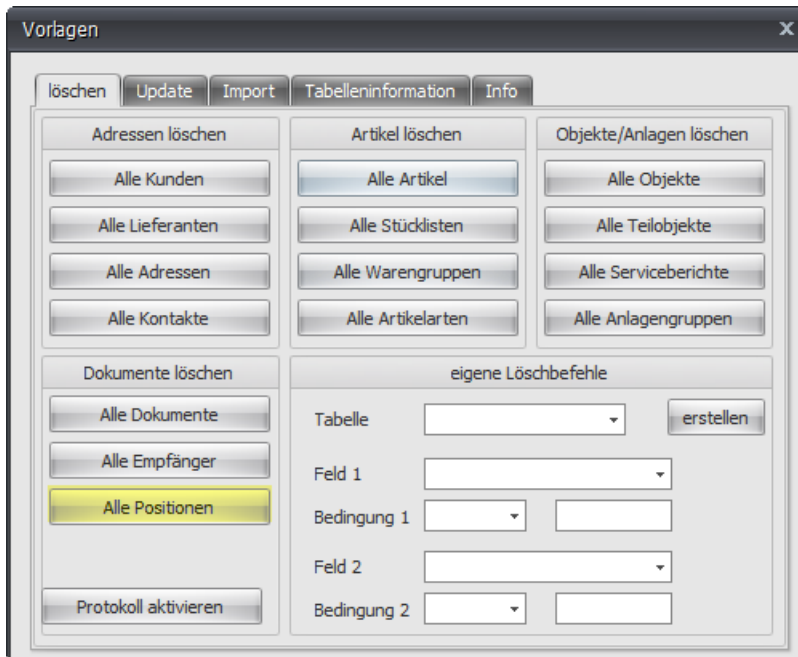 Vorlagen x
löschen Update Import Tabelleninformation Info
Adressen löschen
Alle Kunden
Alle Lieferanten
Alle Adressen
Alle Kontakte
Artikel löschen
Alle Artikel
Alle Stücklisten
Alle Warengruppen
Alle Artikelarten
Objekte/Anlagen löschen
Alle Objekte
Alle Teilobjekte
Alle Serviceberichte
Alle Anlagengruppen
Dokumente löschen
Alle Dokumente
Alle Empfänger
Alle Positionen
Protokoll aktivieren
eigene Löschbefehle
Tabelle erstellen
Feld 1
Bedingung 1
Feld 2
Bedingung 2